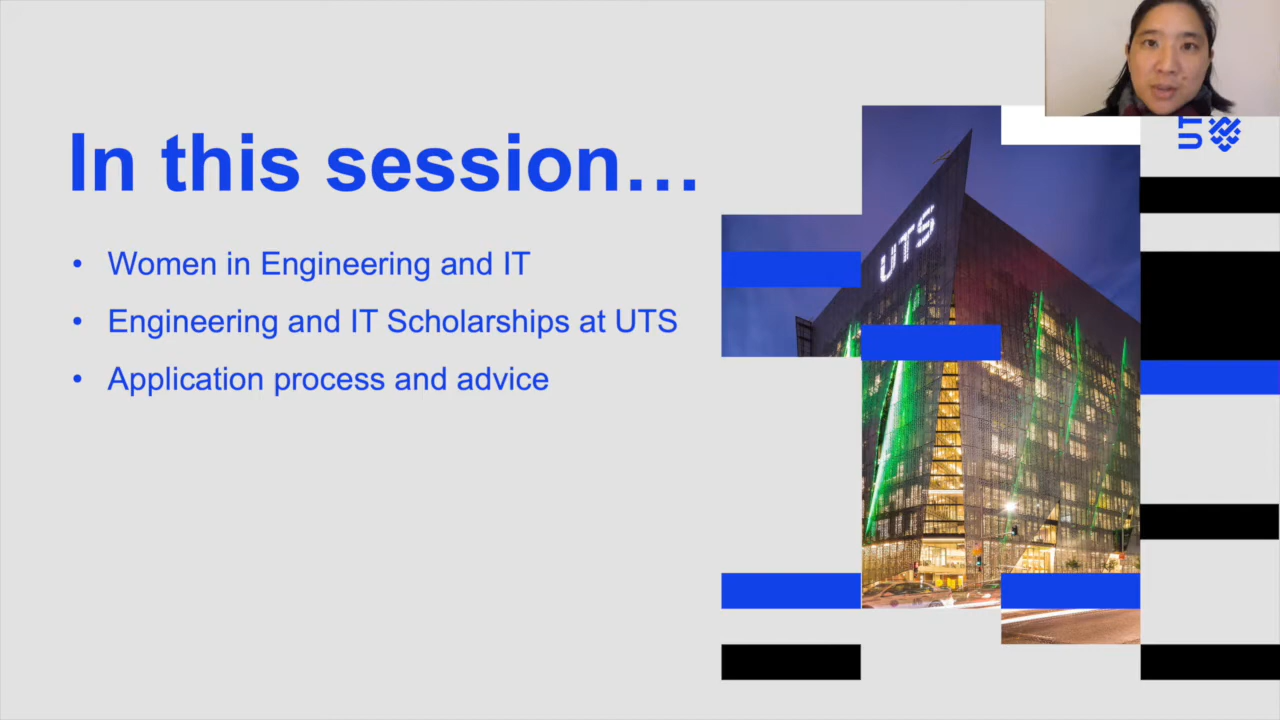 In this session…
• Women in Engineering and IT
• Engineering and IT Scholarships at UTS
• Application process and advice
UTS
UT